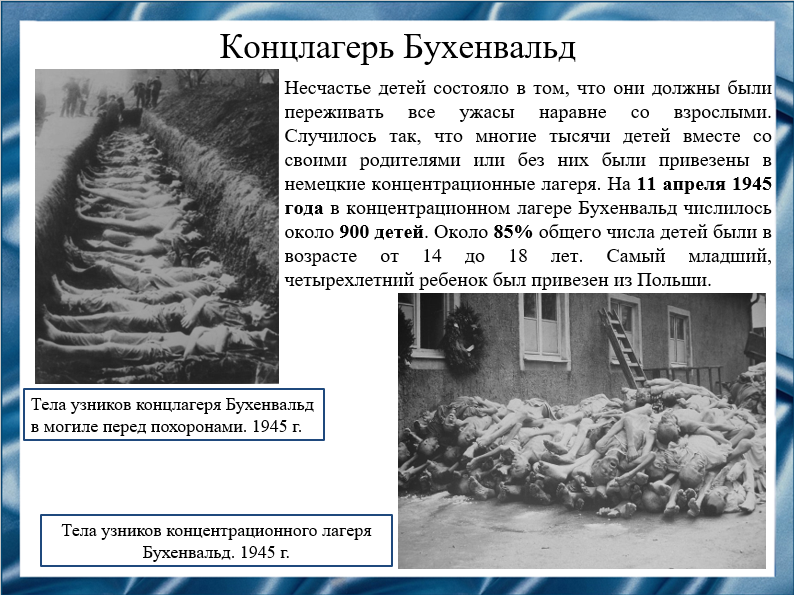 Концлагерь Бухенвальд
Несчастье детей состояло в том, что они должны были
переживать все ужасы наравне со взрослыми.
Случилось так, что многие тысячи детей вместе со
своими родителями или без них были привезены в
немецкие концентрационные лагеря. На 11 апреля 1945
года в концентрационном лагере Бухенвальд числилось
около 900 детей. Около 85% общего числа детей были в
возрасте от 14 до 18 лет. Самый младший,
четырехлетний ребенок был привезен из Польши.
Тела узников концлагеря Бухенвальд
в могиле перед похоронами. 1945 г.
Тела узников концентрационного лагеря
Бухенвальд. 1945 г.